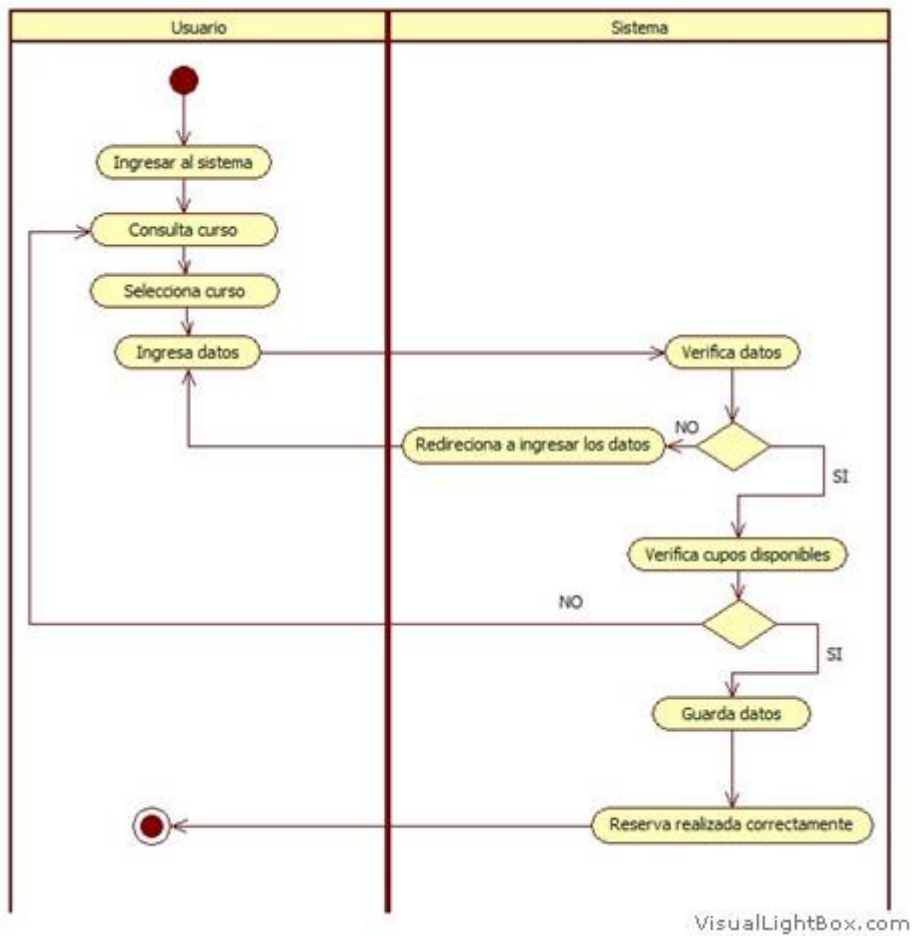 Usuario
Sistema
Ingresar al sistema
Consulta curso
Selecciona curso
Ingresa datos
Verifica datos
NO
Redireciona a ingresar los datos
SI
Verifica cupos disponibles
NO
SI
Guarda datos
Reserva realizada correctamente
VisualLightBox.com